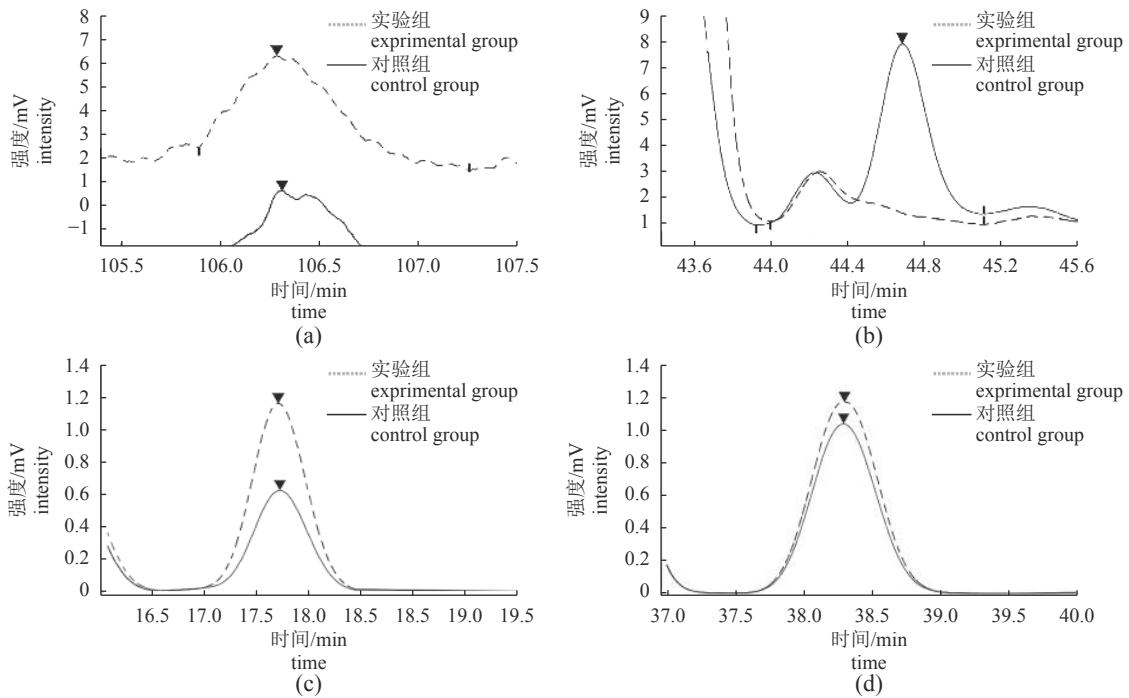 8
7
6
5
4
3
2
1
0
−1
强度/mV
intensity
实验组
exprimental group
对照组
control group
105.5 106.0 106.5 107.0 107.5
时间/min
time
(a)
9
8
7
6
5
4
3
2
1
强度/mV
intensity
实验组
exprimental group
对照组
control group
43.6 44.0 44.4 44.8 45.2 45.6
时间/min
time
(b)
1.4
1.2
1.0
0.8
0.6
0.4
0.2
0
强度/mV
intensity
实验组
exprimental group
对照组
control group
16.5 17.0 17.5 18.0 18.5 19.0 19.5
时间/min
time
(c)
1.4
1.2
1.0
0.8
0.6
0.4
0.2
0
强度/mV
intensity
实验组
exprimental group
对照组
control group
37.0 37.5 38.0 38.5 39.0 39.5 40.0
时间/min
time
(d)